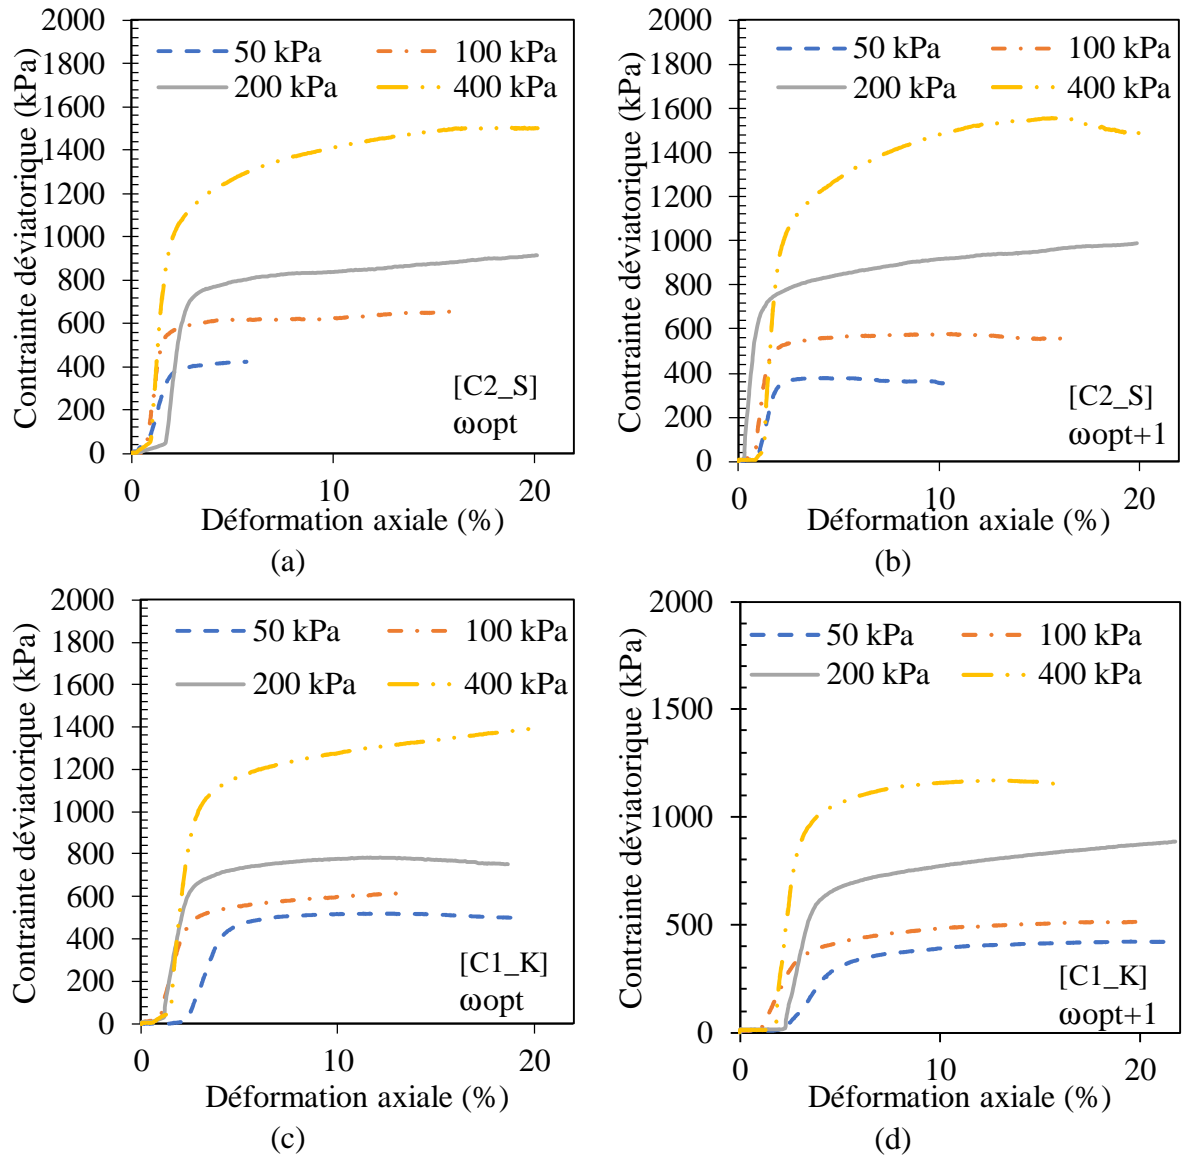 Contrainte déviatorique (kPa)
2000
1800
1600
1400
1200
1000
800
600
400
200
0
50 kPa
100 kPa
200 kPa
400 kPa
[C2_S]
ωopt
0
10
20
Déformation axiale (%)
(a)
Contrainte déviatorique (kPa)
2000
1800
1600
1400
1200
1000
800
600
400
200
0
50 kPa
100 kPa
200 kPa
400 kPa
[C2_S]
ωopt+1
0
10
20
Déformation axiale (%)
(b)
Contrainte déviatorique (kPa)
2000
1800
1600
1400
1200
1000
800
600
400
200
0
50 kPa
100 kPa
200 kPa
400 kPa
[C1_K]
ωopt
0
10
20
Déformation axiale (%)
(c)
Contrainte déviatorique (kPa)
2000
1500
1000
500
0
50 kPa
100 kPa
200 kPa
400 kPa
[C1_K]
ωopt+1
0
10
20
Déformation axiale (%)
(d)